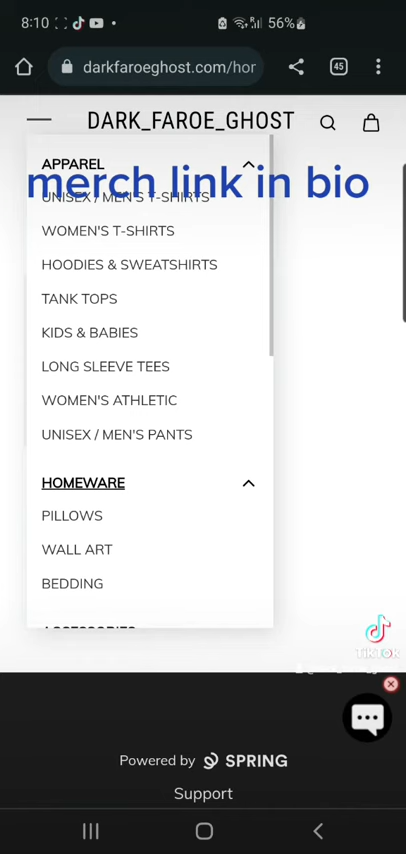 8:10
56%
darkfaroeghost.com/hor
45
DARK_FAROE_GHOST
APPAREL
merch link in bio
UNISEX / MEN'S T-SHIRTS
WOMEN'S T-SHIRTS
HOODIES & SWEATSHIRTS
TANK TOPS
KIDS & BABIES
LONG SLEEVE TEES
WOMEN'S ATHLETIC
UNISEX / MEN'S PANTS
HOMEWARE
PILLOWS
WALL ART
BEDDING
ACCESSORIES
TikTok
Powered by SPRING
Support